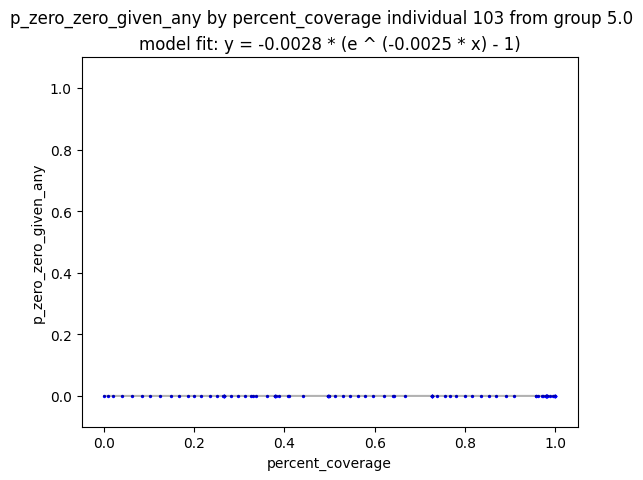 p_zero_zero_given_any by percent_coverage individual 103 from group 5.0
model fit: y = -0.0028 * (e ^ (-0.0025 * x) - 1)
1.0
0.8
0.6
0.4
0.2
0.0
p_zero_zero_given_any
0.0 0.2 0.4 0.6 0.8 1.0
percent_coverage